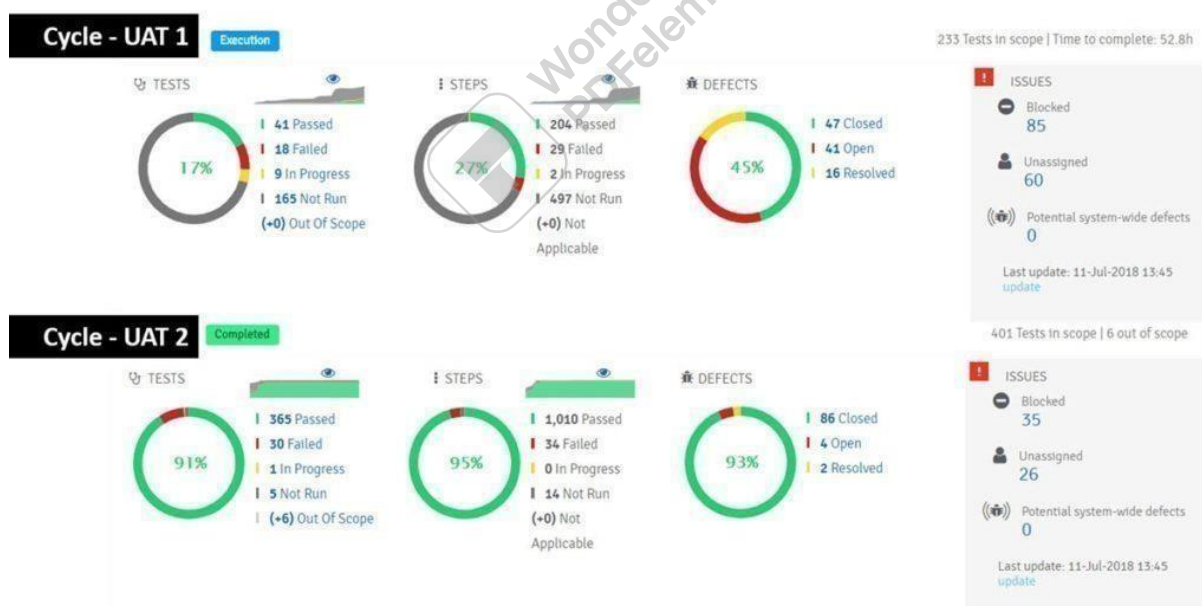 Cycle - UAT 1
Execution
233 Tests in scope | Time to complete: 52.8h
TESTS
17%
41 Passed
18 Failed
9 In Progress
165 Not Run
(+0) Out Of Scope
STEPS
27%
204 Passed
29 Failed
2 In Progress
497 Not Run
(+0) Not
Applicable
DEFECTS
45%
47 Closed
41 Open
16 Resolved
ISSUES
Blocked
85
Unassigned
60
Potential system-wide defects
0
Last update: 11-Jul-2018 13:45
update
Cycle - UAT 2
Completed
401 Tests in scope | 6 out of scope
TESTS
91%
365 Passed
30 Failed
1 In Progress
5 Not Run
(+6) Out Of Scope
STEPS
95%
1,010 Passed
34 Failed
0 In Progress
14 Not Run
(+0) Not
Applicable
DEFECTS
93%
86 Closed
4 Open
2 Resolved
ISSUES
Blocked
35
Unassigned
26
Potential system-wide defects
0
Last update: 11-Jul-2018 13:45
update